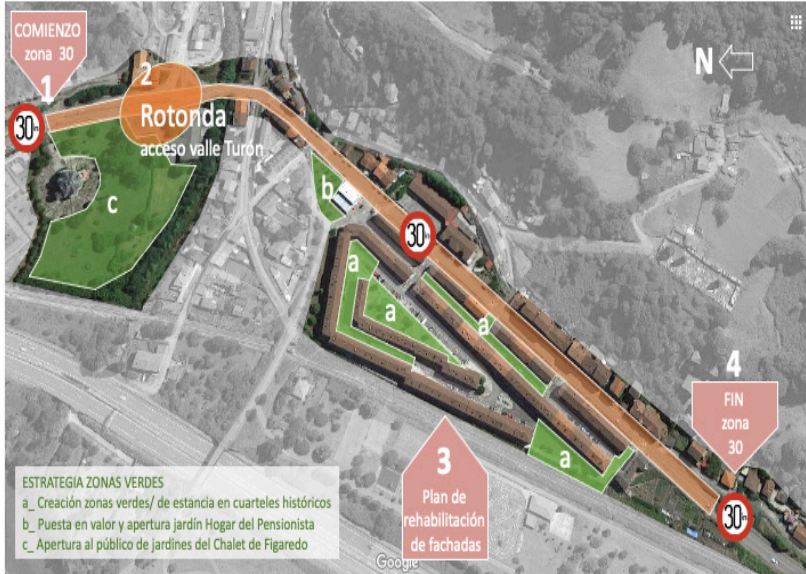 COMIENZO
zona 30
1
30
2
Rotonda
acceso valle Turón
N
c
b
30
a
a
a
a
4
FIN
zona
30
30
3
Plan de
rehabilitación
de fachadas
ESTRATEGIA ZONAS VERDES
a_ Creación zonas verdes/ de estancia en cuarteles históricos
b_ Puesta en valor y apertura jardín Hogar del Pensionista
c_ Apertura al público de jardines del Chalet de Figaredo
Google